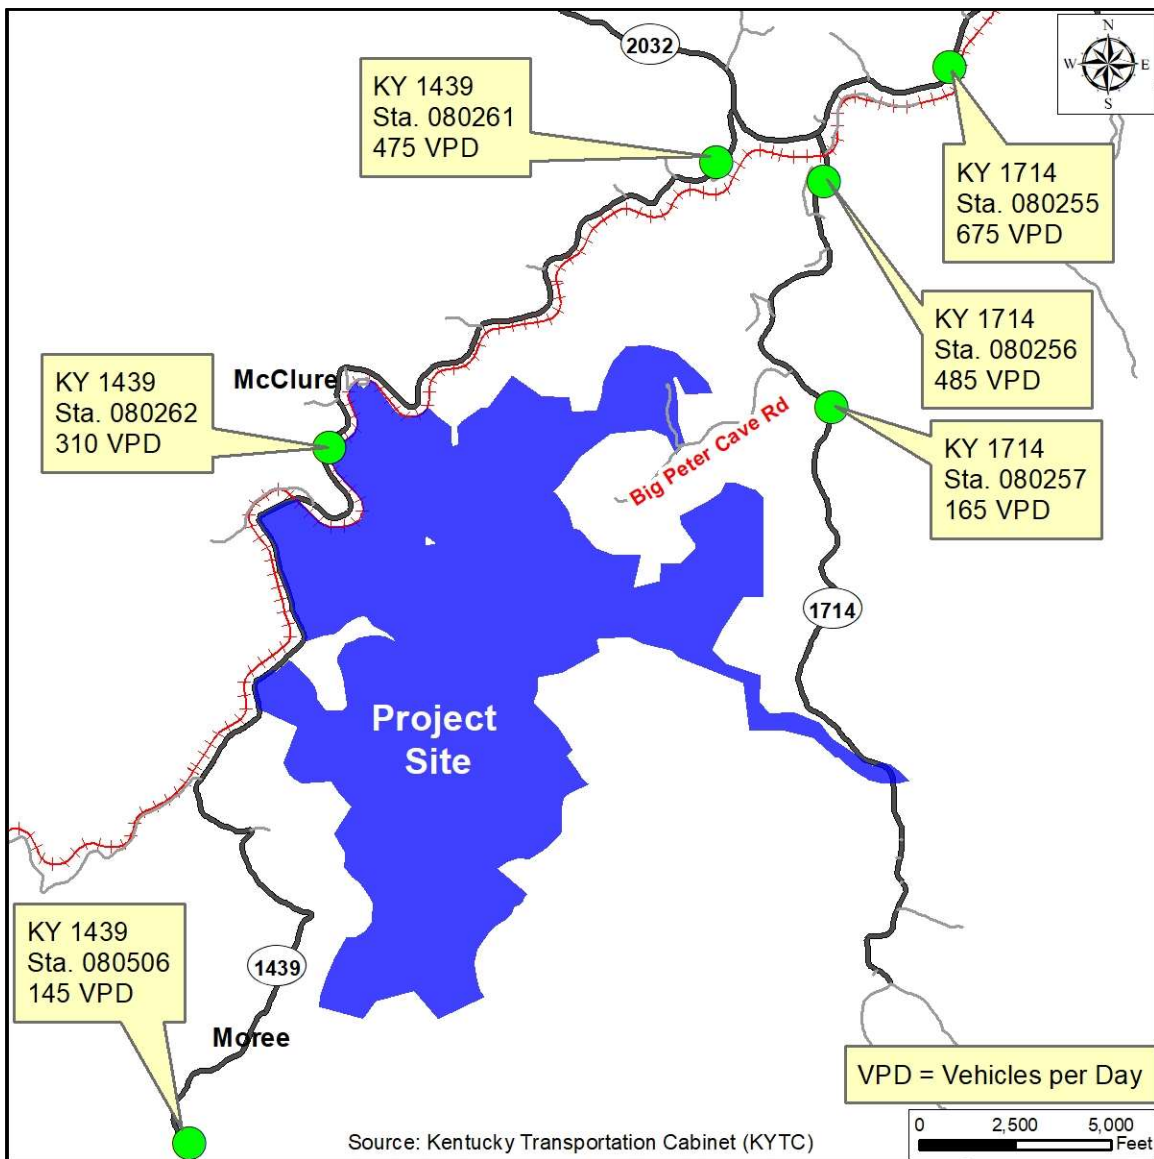 2032
N
W
E
S
KY 1439
Sta. 080261
475 VPD
KY 1714
Sta. 080255
675 VPD
KY 1714
Sta. 080256
485 VPD
McClure
KY 1439
Sta. 080262
310 VPD
Big Peter Cave Rd
KY 1714
Sta. 080257
165 VPD
1714
Project
Site
KY 1439
Sta. 080506
145 VPD
1439
Moree
VPD = Vehicles per Day
Source: Kentucky Transportation Cabinet (KYTC)
0 2,500 5,000
Feet